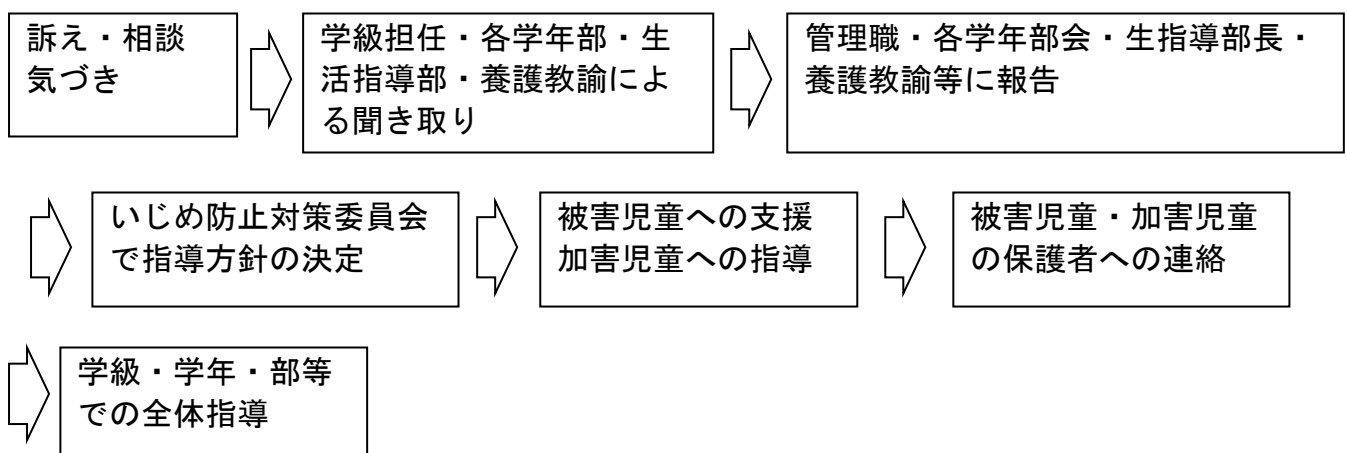 訴え・相談
気づき
学級担任・各学年部・生
活指導部・養護教諭によ
る聞き取り
管理職・各学年部会・生指導部長・
養護教諭等に報告
いじめ防止対策委員会
で指導方針の決定
被害児童への支援
加害児童への指導
被害児童・加害児童
の保護者への連絡
学級・学年・部等
での全体指導